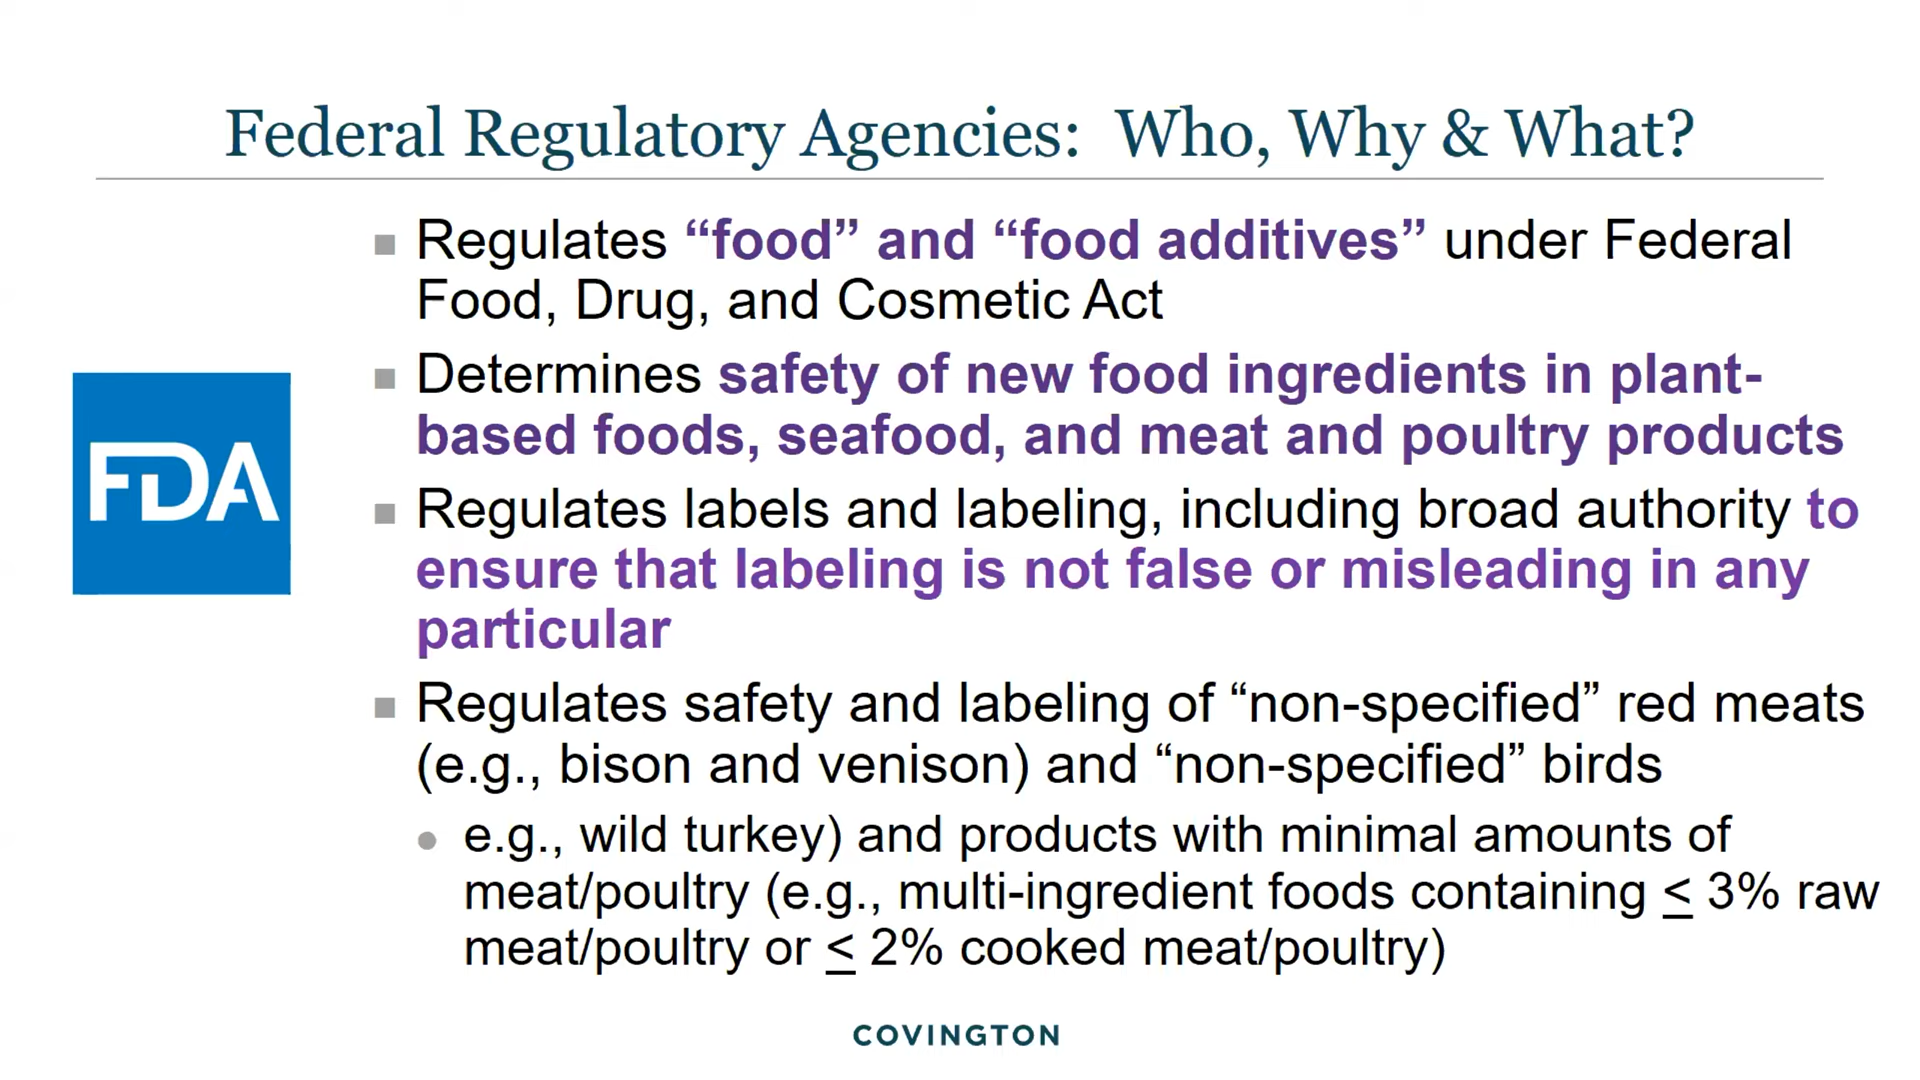 Federal Regulatory Agencies: Who, Why & What?
Regulates “food” and “food additives” under Federal
Food, Drug, and Cosmetic Act
Determines safety of new food ingredients in plant-
based foods, seafood, and meat and poultry products
FDA
Regulates labels and labeling, including broad authority to
ensure that labeling is not false or misleading in any
particular
Regulates safety and labeling of “non-specified” red meats
(e.g., bison and venison) and “non-specified” birds
e.g., wild turkey) and products with minimal amounts of
meat/poultry (e.g., multi-ingredient foods containing ≤ 3% raw
meat/poultry or ≤ 2% cooked meat/poultry)
COVINGTON